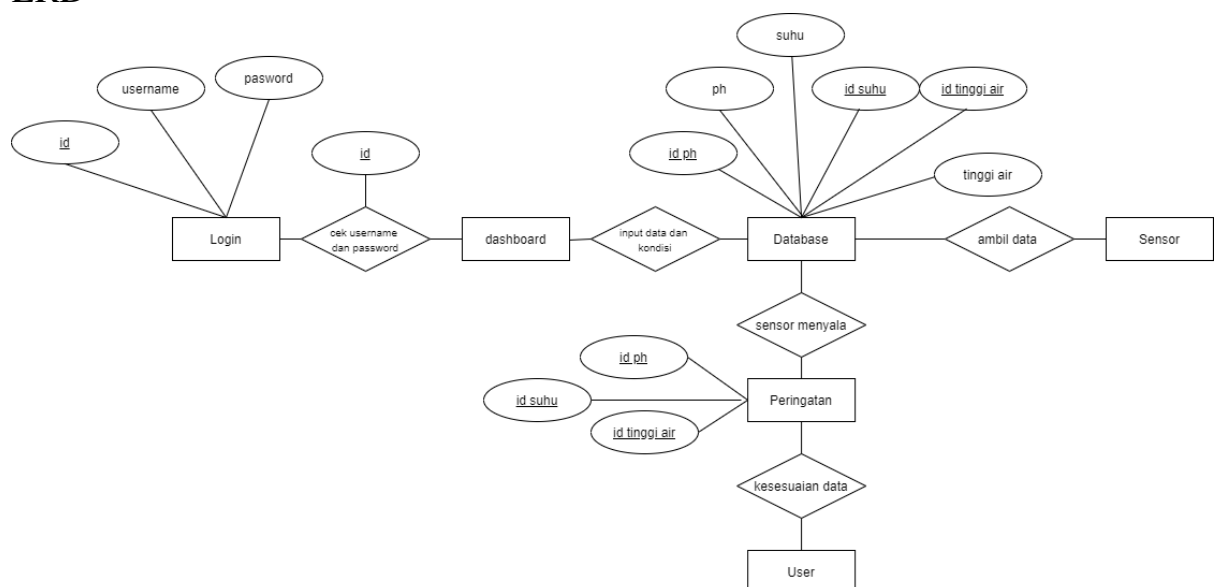 ERD
suhu
username
pasword
ph
id suhu
id tinggi air
id
id
id ph
tinggi air
Login
cek username
dan password
dashboard
input data dan
kondisi
Database
ambil data
Sensor
sensor menyala
id ph
id suhu
Peringatan
id tinggi air
kesesuaian data
User